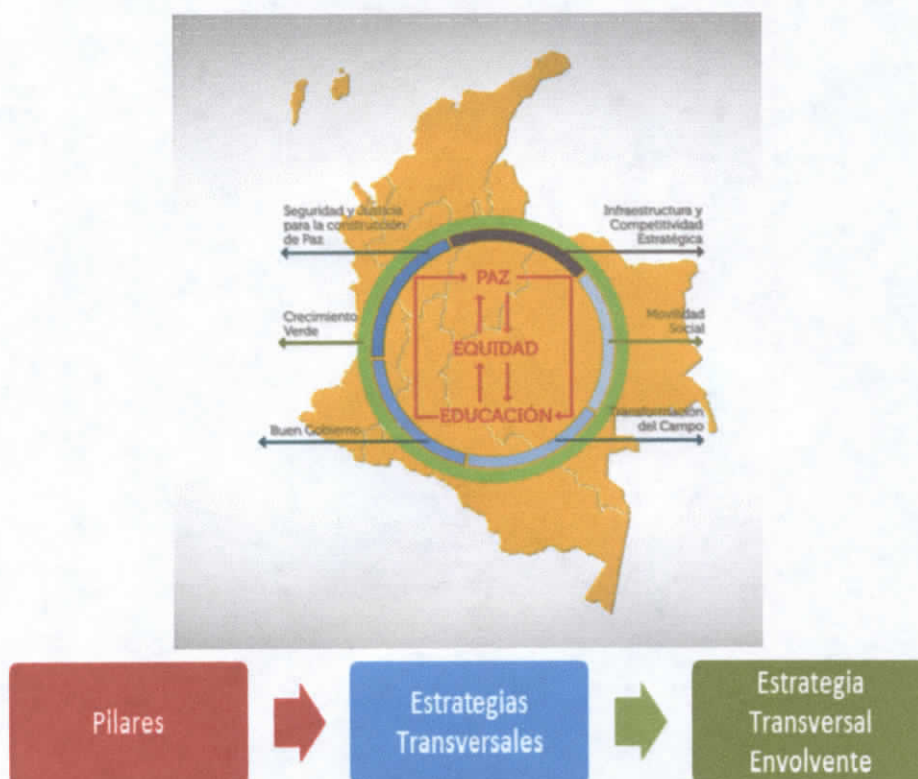 Seguridad y Justicia
para la construcción
de Paz
Infraestructura y
Competitividad
Estratégica
PAZ
Crecimiento
Verde
Movilidad
Social
EQUIDAD
EDUCACIÓN
Buen Gobierno
Transformación
del Campo
Pilares
Estrategias
Transversales
Estrategia
Transversal
Envolvente